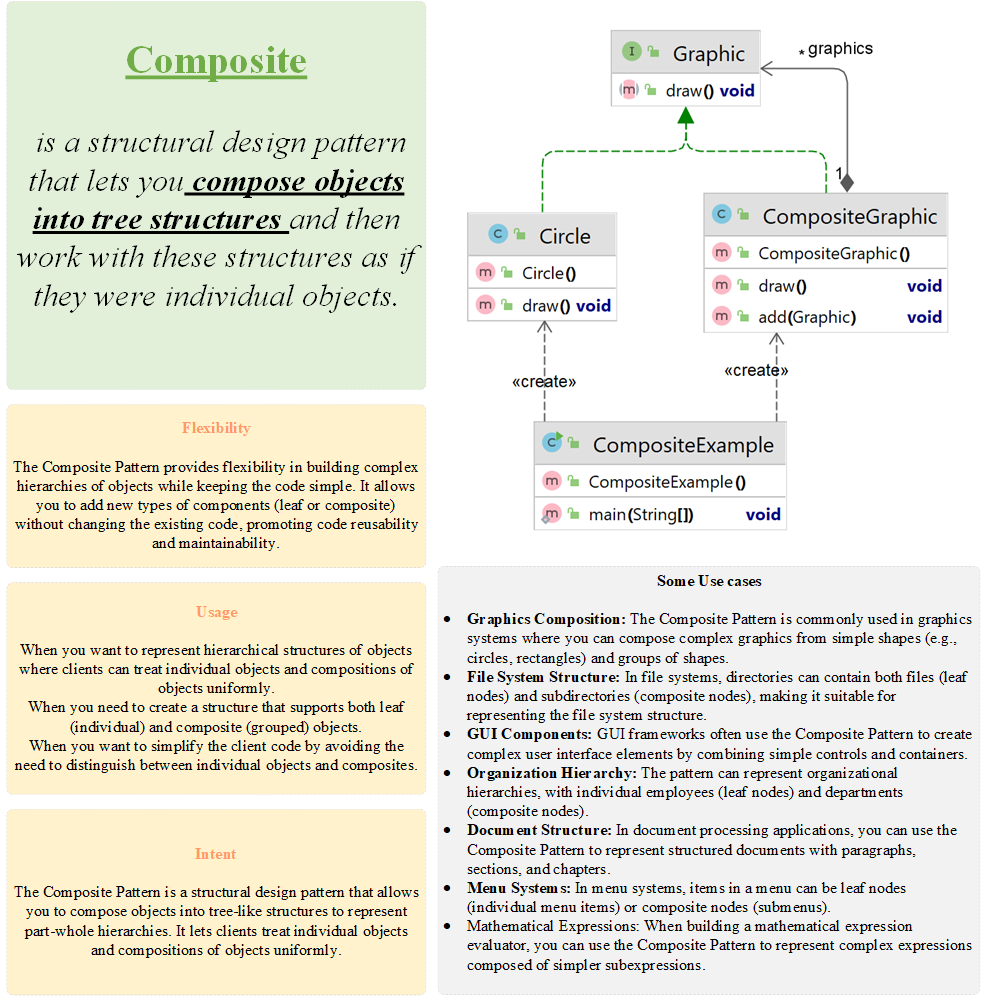 Composite
is a structural design pattern
that lets you compose objects
into tree structures and then
work with these structures as if
they were individual objects.
Flexibility
The Composite Pattern provides flexibility in building complex
hierarchies of objects while keeping the code simple. It allows
you to add new types of components (leaf or composite)
without changing the existing code, promoting code reusability
and maintainability.
Usage
When you want to represent hierarchical structures of objects
where clients can treat individual objects and compositions of
objects uniformly.
When you need to create a structure that supports both leaf
(individual) and composite (grouped) objects.
When you want to simplify the client code by avoiding the
need to distinguish between individual objects and composites.
Intent
The Composite Pattern is a structural design pattern that allows
you to compose objects into tree-like structures to represent
part-whole hierarchies. It lets clients treat individual objects
and compositions of objects uniformly.
I Graphic
m draw() void
* graphics
1
C Circle
m Circle()
m draw() void
C CompositeGraphic
m CompositeGraphic()
m draw() void
m add(Graphic) void
«create»
«create»
C CompositeExample
m CompositeExample()
m main(String[]) void
Some Use cases
• Graphics Composition: The Composite Pattern is commonly used in graphics
systems where you can compose complex graphics from simple shapes (e.g.,
circles, rectangles) and groups of shapes.
• File System Structure: In file systems, directories can contain both files (leaf
nodes) and subdirectories (composite nodes), making it suitable for
representing the file system structure.
• GUI Components: GUI frameworks often use the Composite Pattern to create
complex user interface elements by combining simple controls and containers.
• Organization Hierarchy: The pattern can represent organizational
hierarchies, with individual employees (leaf nodes) and departments
(composite nodes).
• Document Structure: In document processing applications, you can use the
Composite Pattern to represent structured documents with paragraphs,
sections, and chapters.
• Menu Systems: In menu systems, items in a menu can be leaf nodes
(individual menu items) or composite nodes (submenus).
• Mathematical Expressions: When building a mathematical expression
evaluator, you can use the Composite Pattern to represent complex expressions
composed of simpler subexpressions.